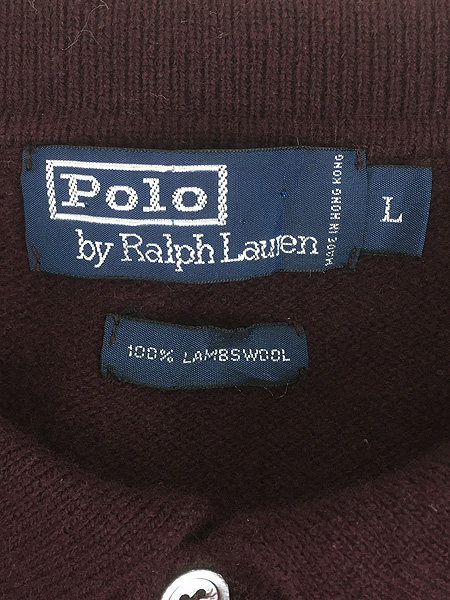 Polo
by Ralph Lauren
MADE IN HONG KONG
L
100% LAMBSWOOL